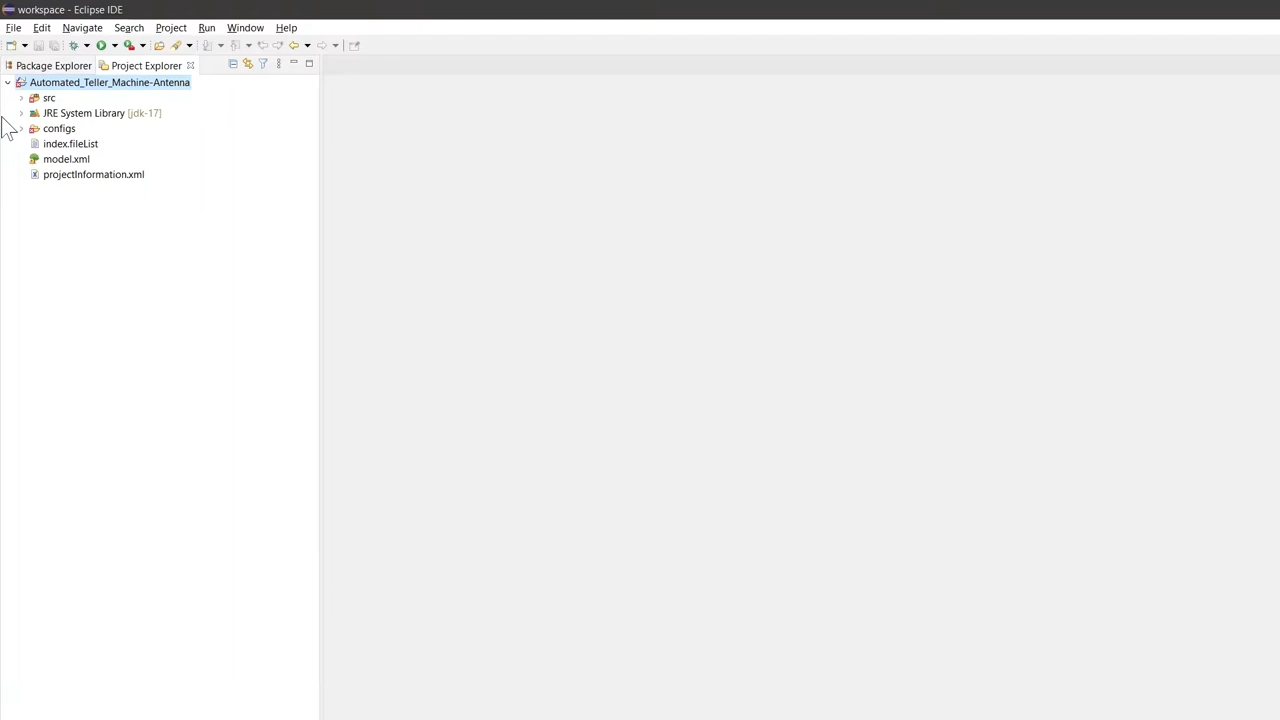 workspace - Eclipse IDE
File Edit Navigate Search Project Run Window Help
Package Explorer Project Explorer
Automated_Teller_Machine-Antenna
src
JRE System Library [jdk-17]
configs
index.fileList
model.xml
projectInformation.xml